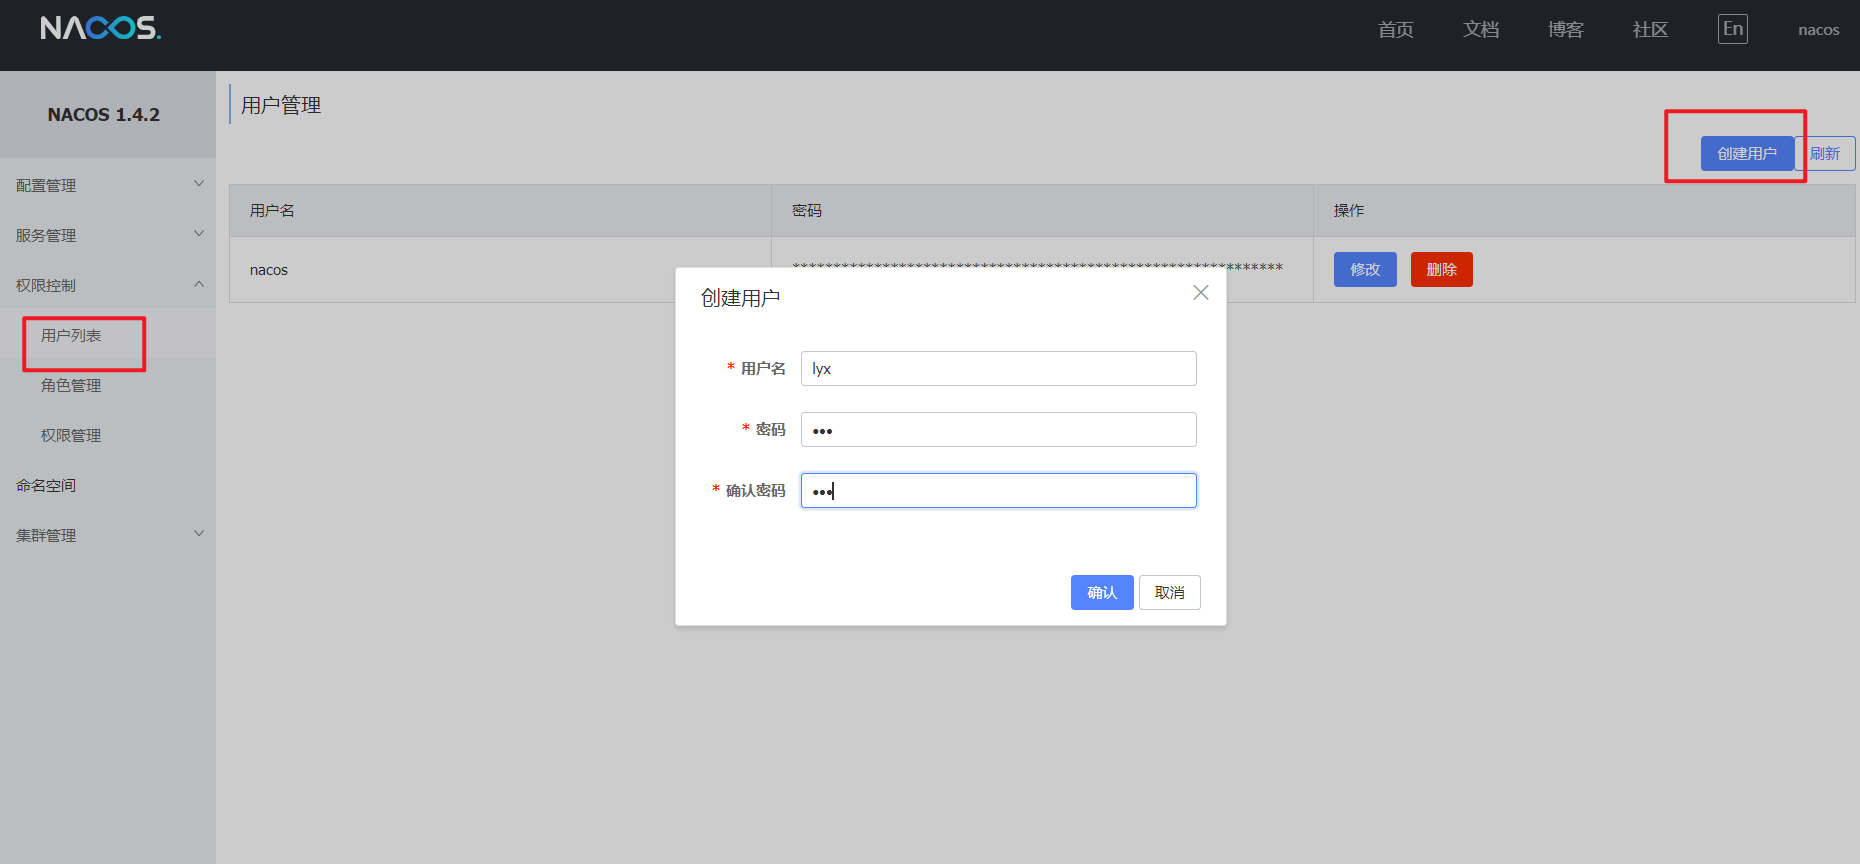 NACOS.
首页 文档 博客 社区 En nacos
NACOS 1.4.2
配置管理
服务管理
权限控制
用户列表
角色管理
权限管理
命名空间
集群管理
用户管理
创建用户 刷新
用户名 密码 操作
nacos ************************************************************ 修改 删除
创建用户
* 用户名 lyx
* 密码 •••
* 确认密码 •••
确认 取消